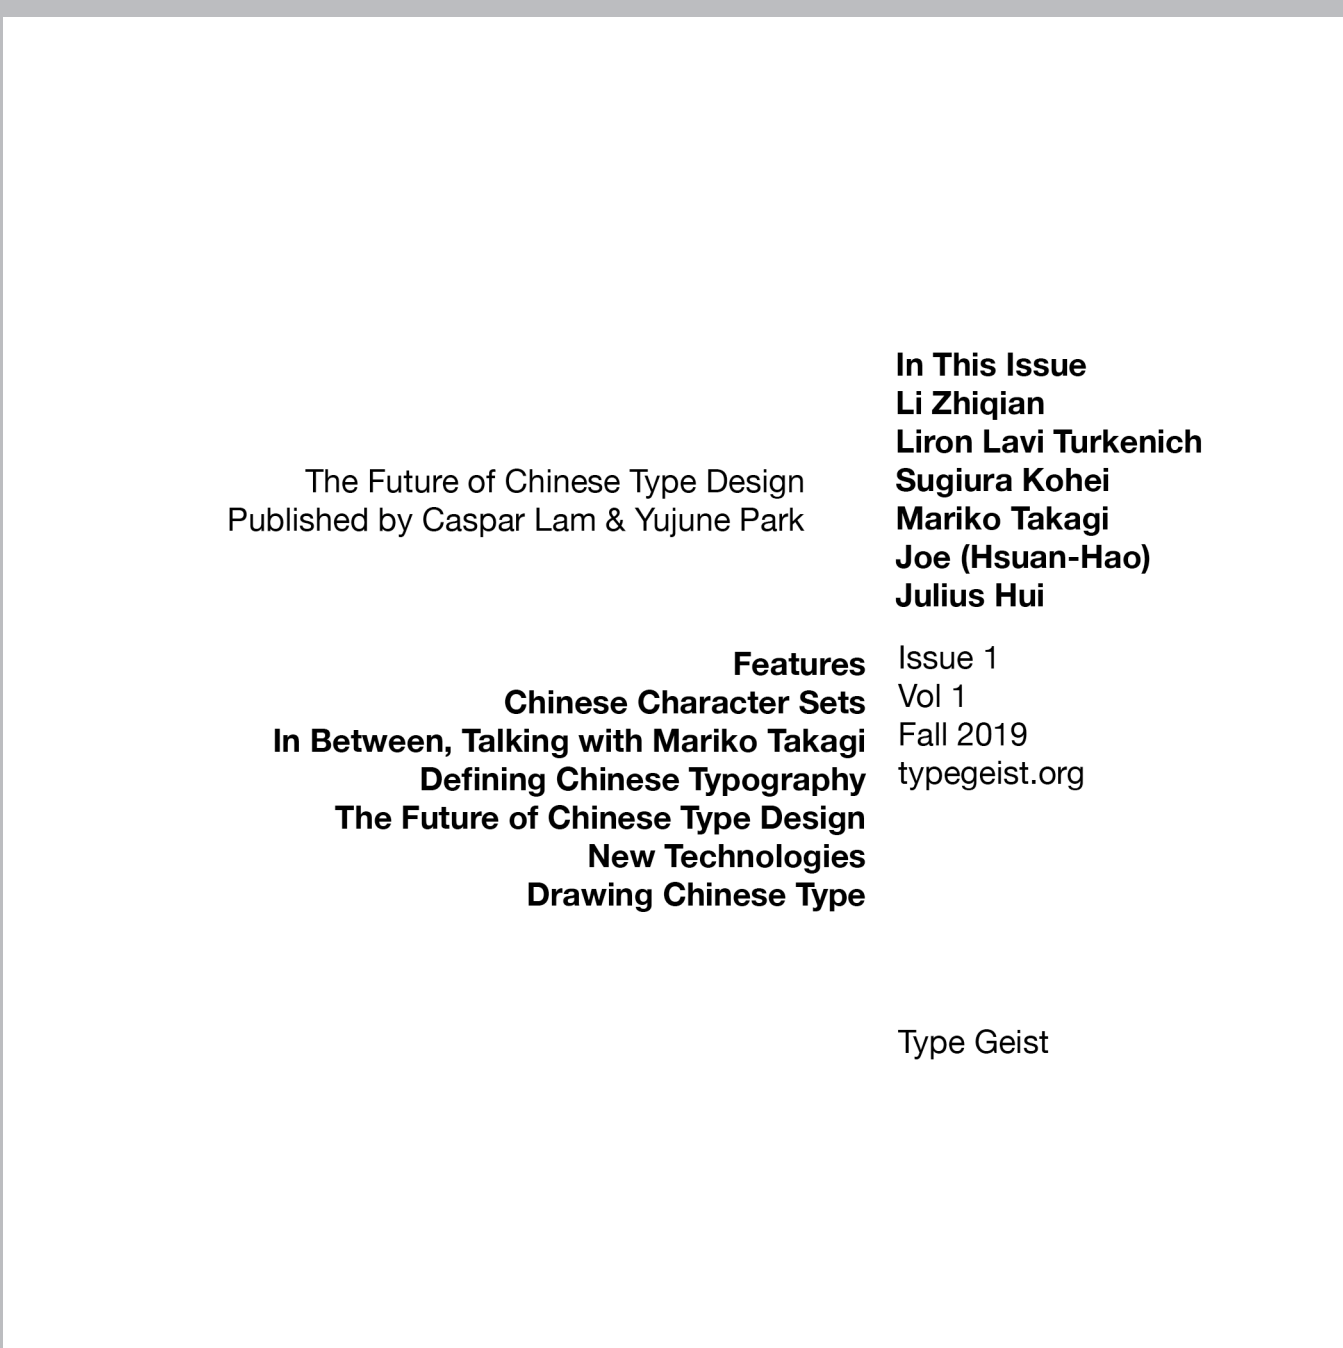 In This Issue
Li Zhiqian
Liron Lavi Turkenich
Sugiura Kohei
Mariko Takagi
Joe (Hsuan-Hao)
Julius Hui
The Future of Chinese Type Design
Published by Caspar Lam & Yujune Park
Features
Chinese Character Sets
In Between, Talking with Mariko Takagi
Defining Chinese Typography
The Future of Chinese Type Design
New Technologies
Drawing Chinese Type
Issue 1
Vol 1
Fall 2019
typegeist.org
Type Geist